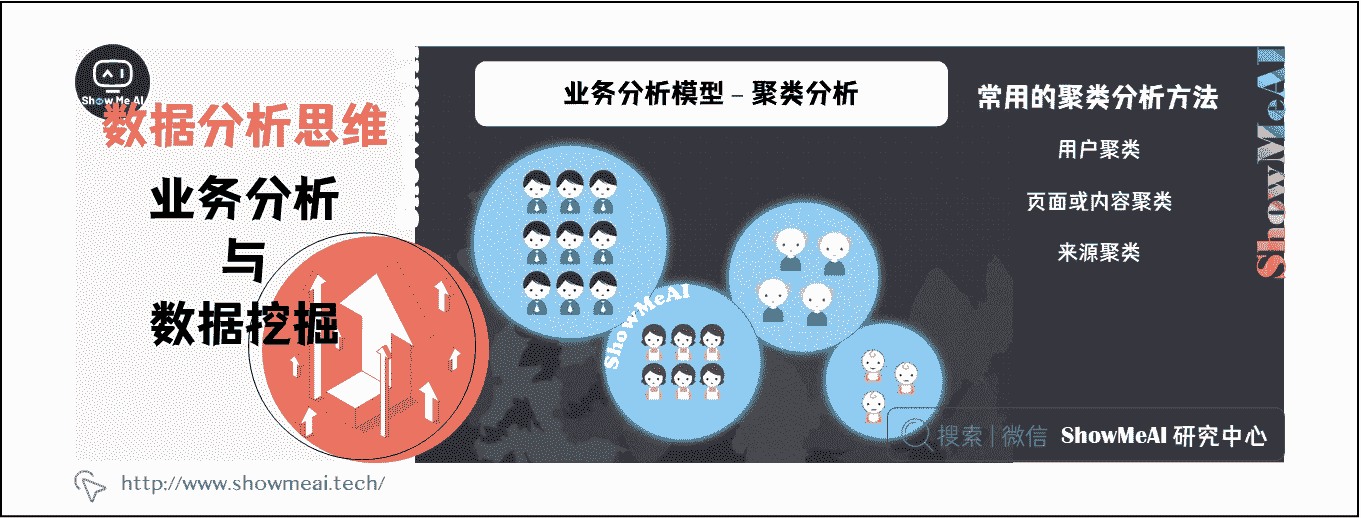 Show Me AI
数据分析思维
业务分析
与
数据挖掘
http://www.showmeai.tech/
业务分析模型 – 聚类分析
ShowMeAI
常用的聚类分析方法
用户聚类
页面或内容聚类
来源聚类
ShowMeAI
搜索 | 微信 ShowMeAI 研究中心